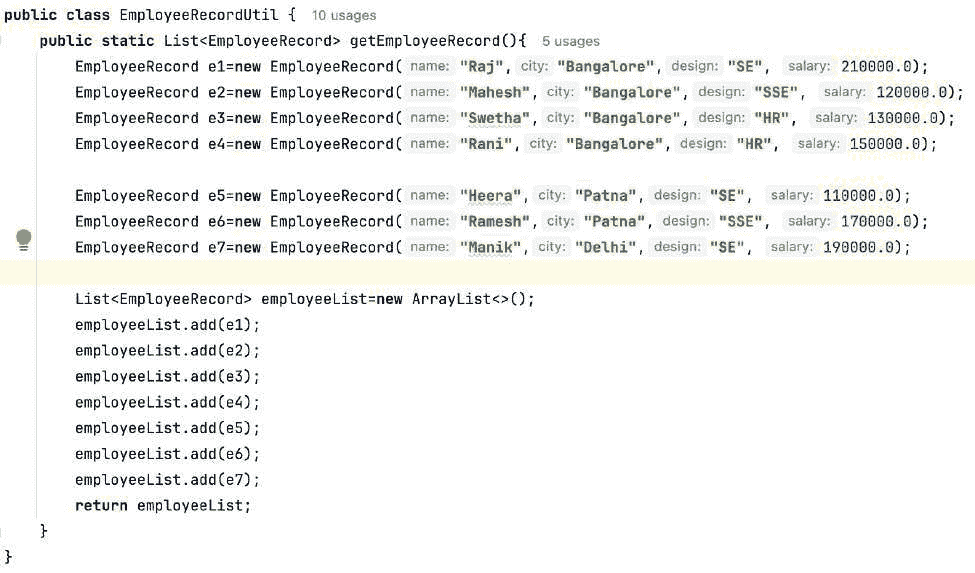 public class EmployeeRecordUtil { 10 usages
public static List<EmployeeRecord> getEmployeeRecord(){ 5 usages
EmployeeRecord e1=new EmployeeRecord( name: "Raj", city: "Bangalore", design: "SE", salary: 210000.0);
EmployeeRecord e2=new EmployeeRecord( name: "Mahesh", city: "Bangalore", design: "SSE", salary: 120000.0);
EmployeeRecord e3=new EmployeeRecord( name: "Swetha", city: "Bangalore", design: "HR", salary: 130000.0);
EmployeeRecord e4=new EmployeeRecord( name: "Rani", city: "Bangalore", design: "HR", salary: 150000.0);
EmployeeRecord e5=new EmployeeRecord( name: "Heera", city: "Patna", design: "SE", salary: 110000.0);
EmployeeRecord e6=new EmployeeRecord( name: "Ramesh", city: "Patna", design: "SSE", salary: 170000.0);
EmployeeRecord e7=new EmployeeRecord( name: "Manik", city: "Delhi", design: "SE", salary: 190000.0);
List<EmployeeRecord> employeeList=new ArrayList<>();
employeeList.add(e1);
employeeList.add(e2);
employeeList.add(e3);
employeeList.add(e4);
employeeList.add(e5);
employeeList.add(e6);
employeeList.add(e7);
return employeeList;
}
}